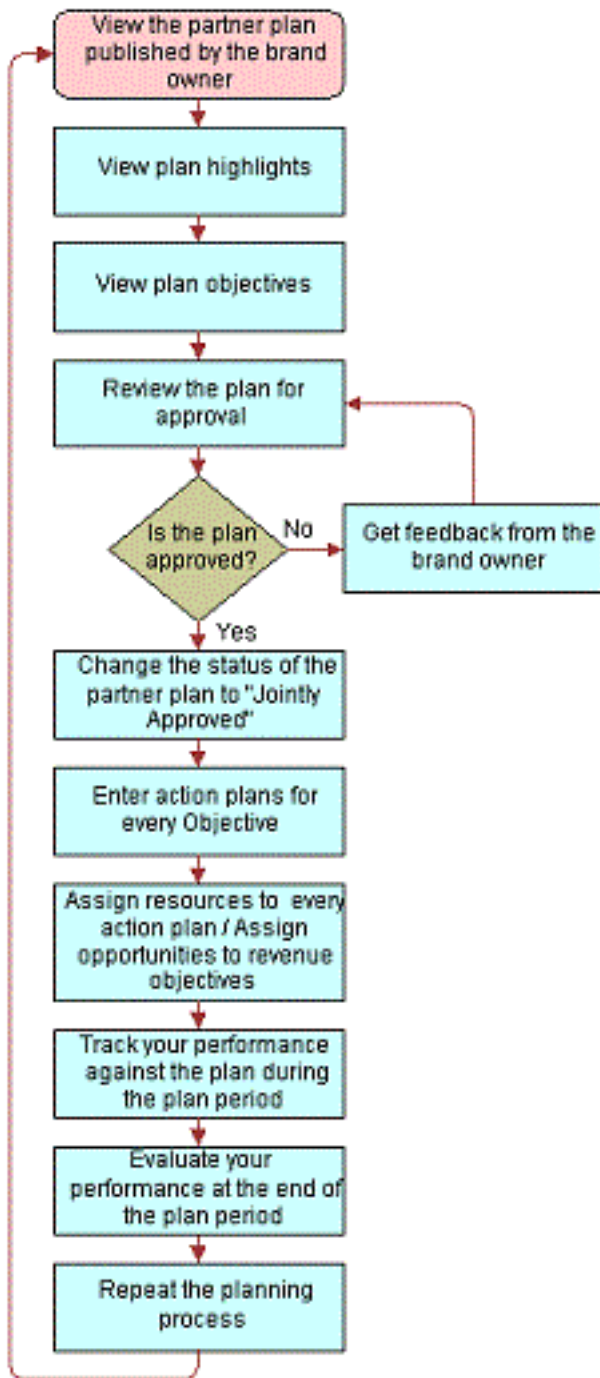 View the partner plan
published by the brand
owner
View plan highlights
View plan objectives
Review the plan for
approval
Is the plan
approved?
No
Get feedback from the
brand owner
Yes
Change the status of the
partner plan to "Jointly
Approved"
Enter action plans for
every Objective
Assign resources to every
action plan / Assign
opportunities to revenue
objectives
Track your performance
against the plan during
the plan period
Evaluate your
performance at the end of
the plan period
Repeat the planning
process